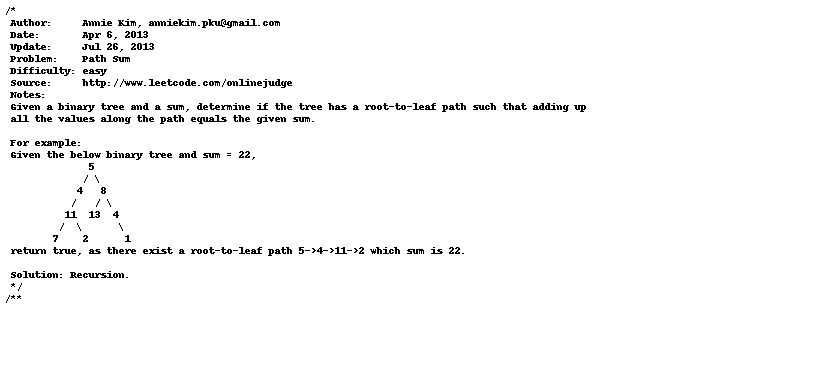 /*
 Author:     Annie Kim, anniekim.pku@gmail.com
 Date:       Apr 6, 2013
 Update:     Jul 26, 2013
 Problem:    Path Sum
 Difficulty: easy
 Source:     http://www.leetcode.com/onlinejudge
 Notes:
 Given a binary tree and a sum, determine if the tree has a root-to-leaf path such that adding up
 all the values along the path equals the given sum.

 For example:
 Given the below binary tree and sum = 22,
              5
             / \
            4   8
           /   / \
          11  13  4
         /  \      \
        7    2      1
 return true, as there exist a root-to-leaf path 5->4->11->2 which sum is 22.

 Solution: Recursion.
 */
/**